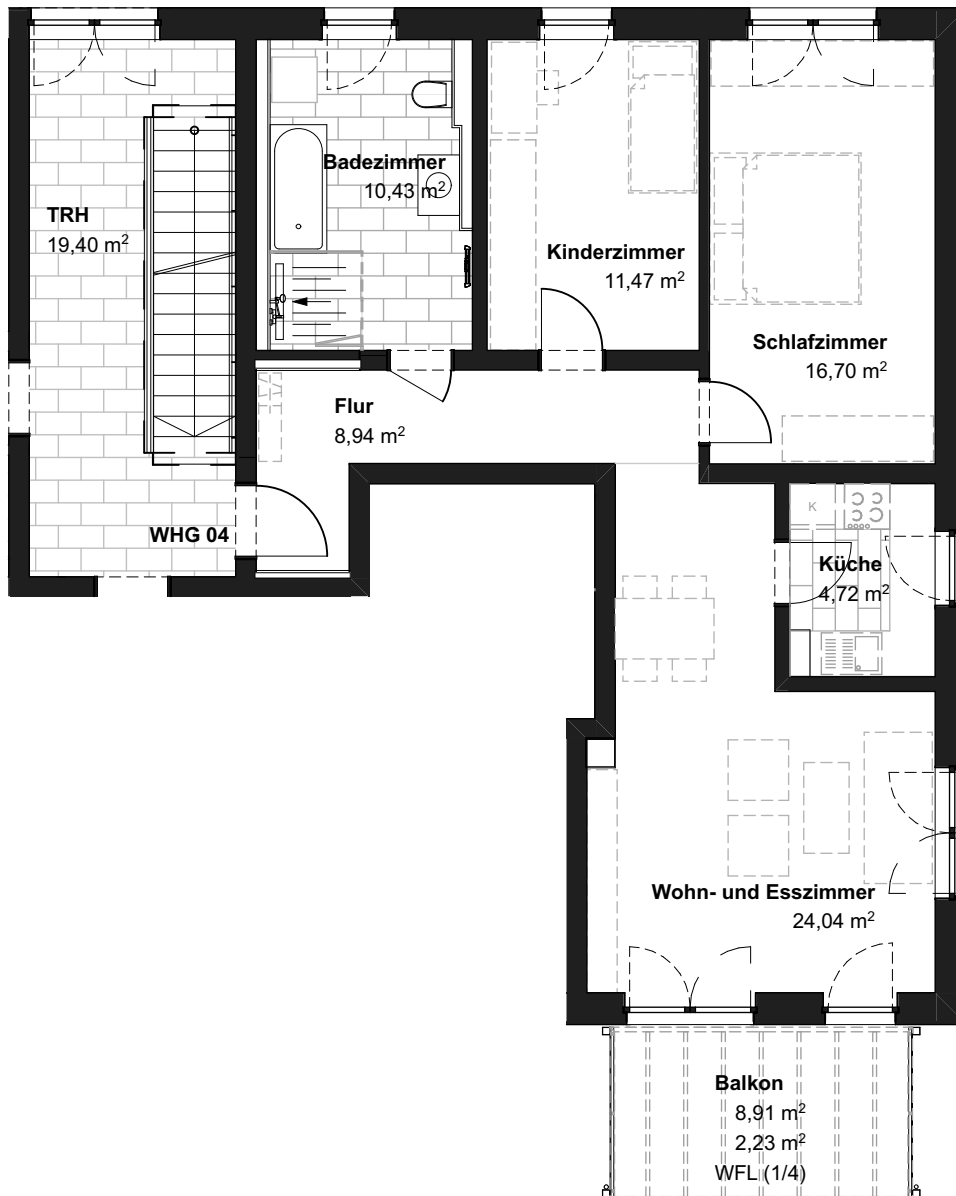 Badezimmer
10,43 m²
TRH
19,40 m²
Kinderzimmer
11,47 m²
Schlafzimmer
16,70 m²
Flur
8,94 m²
WHG 04
K
Küche
4,72 m²
Wohn- und Esszimmer
24,04 m²
Balkon
8,91 m²
2,23 m²
WFL (1/4)